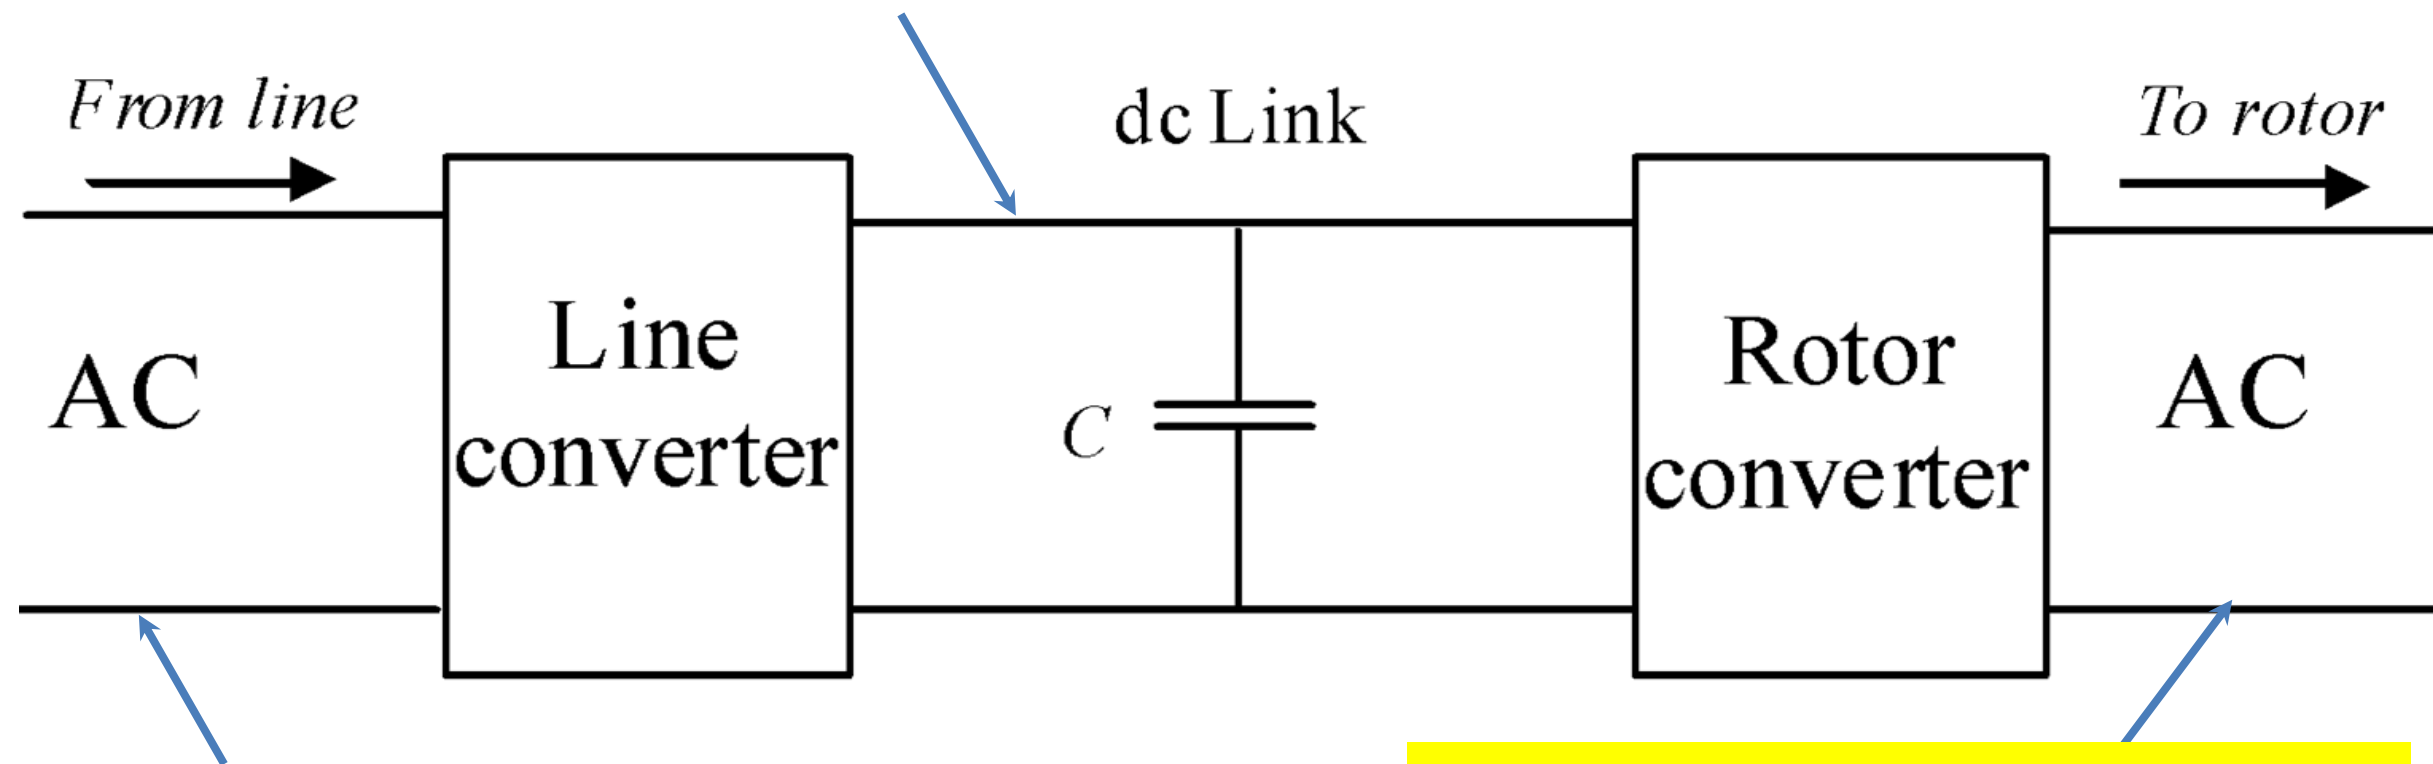 From line
dc Link
To rotor
AC
Line
converter
C
Rotor
converter
AC